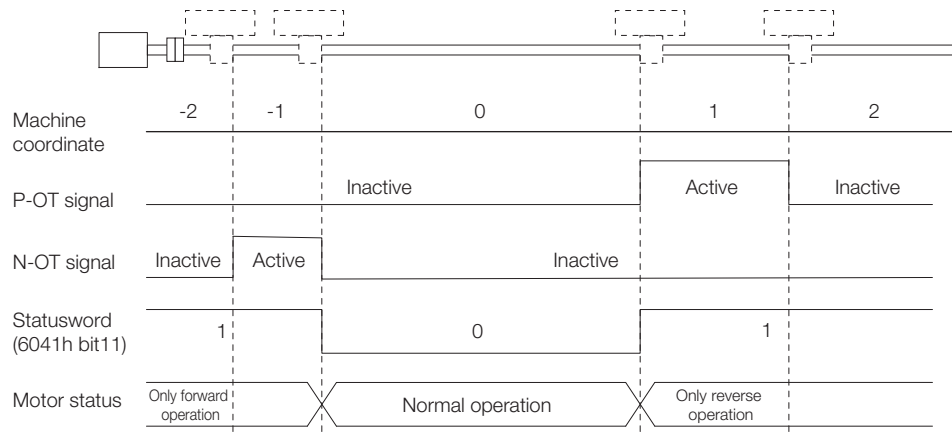 Machine
coordinate
-2 -1 0 1 2
P-OT signal
Inactive Active Inactive
N-OT signal
Inactive Active Inactive
Statusword
(6041h bit11)
1 0 1
Motor status
Only forward
operation
Normal operation
Only reverse
operation